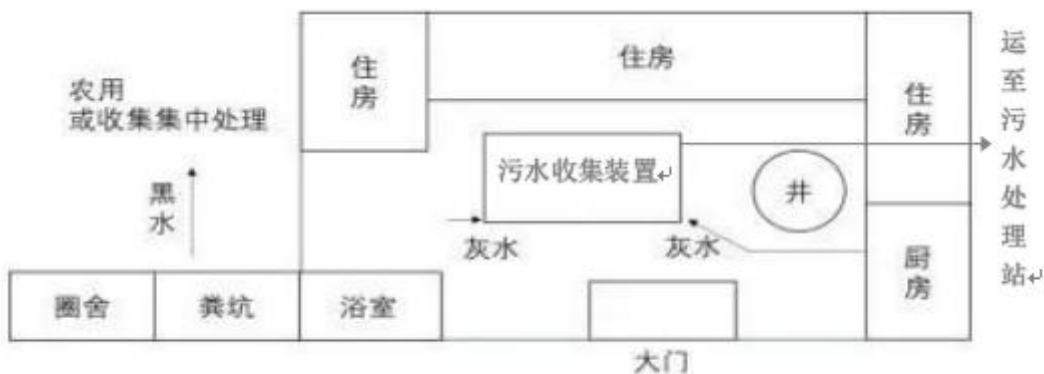 住房
住房
住房
运至污水处理站↵
农用
或收集集中处理
污水收集装置↵
井
黑水
灰水
灰水
厨房
圈舍
粪坑
浴室
大门